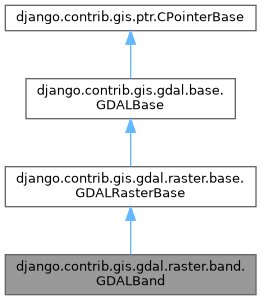 django.contrib.gis.ptr.CPointerBase
django.contrib.gis.gdal.base.
GDALBase
django.contrib.gis.gdal.raster.base.
GDALRasterBase
django.contrib.gis.gdal.raster.band.
GDALBand